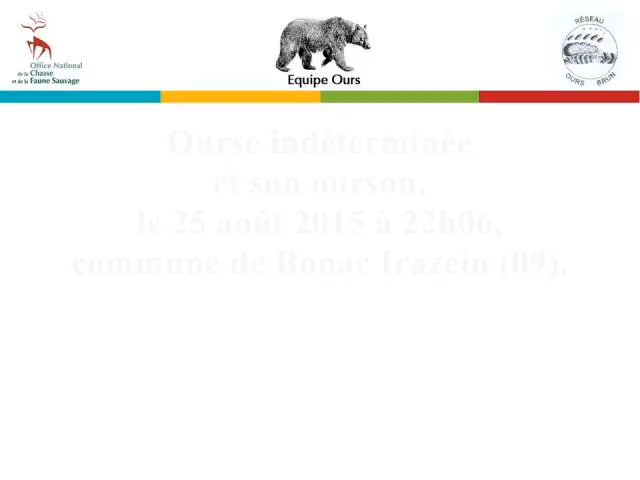 Office National
de la Chasse
et de la Faune Sauvage
Equipe Ours
RÉSEAU
OURS BRUN
Ourse indéterminée
et son ourson,
le 25 août 2015 à 22h06,
commune de Bonac Irazein (09).